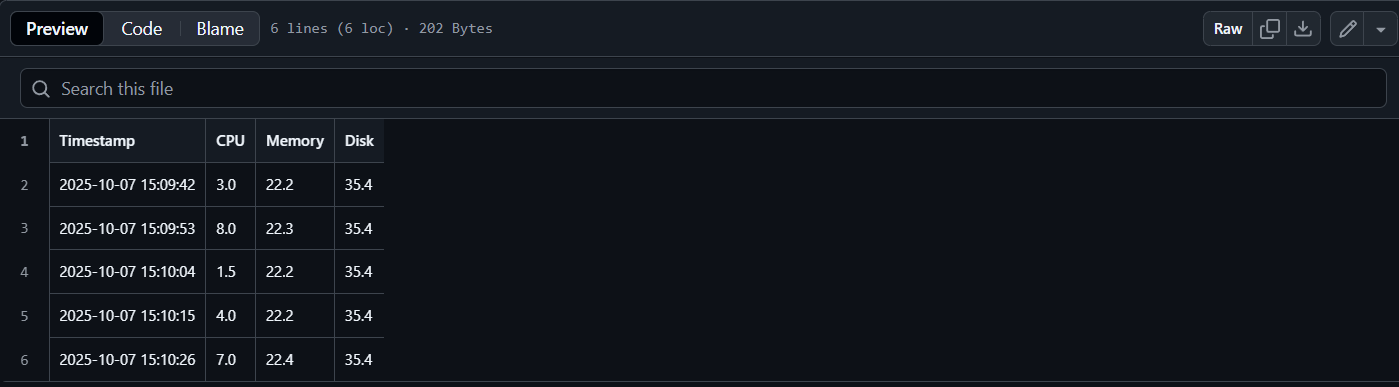 Preview Code Blame 6 lines (6 loc) · 202 Bytes Raw
Search this file
1 Timestamp CPU Memory Disk
2 2025-10-07 15:09:42 3.0 22.2 35.4
3 2025-10-07 15:09:53 8.0 22.3 35.4
4 2025-10-07 15:10:04 1.5 22.2 35.4
5 2025-10-07 15:10:15 4.0 22.2 35.4
6 2025-10-07 15:10:26 7.0 22.4 35.4